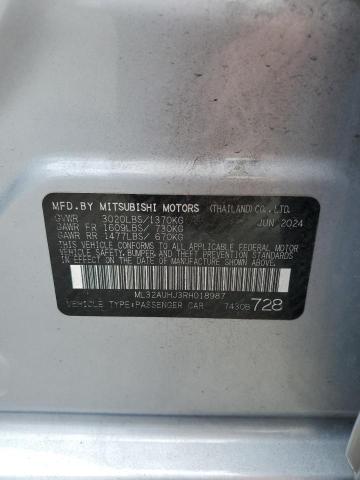 MFD.BY MITSUBISHI MOTORS (THAILAND)CO.,LTD.
GVWR 3020LBS/1370KG JUN 2024
GAWR FR 1609LBS/ 730KG
GAWR RR 1477LBS/ 670KG
THIS VEHICLE CONFORMS TO ALL APPLICABLE FEDERAL MOTOR
VEHICLE SAFETY, BUMPER, AND THEFT PREVENTION STANDARDS
IN EFFECT ON THE DATE OF MANUFACTURE SHOWN ABOVE.
ML32AUHJ3RH018987
VEHICLE TYPE:PASSENGER CAR 7430B 728